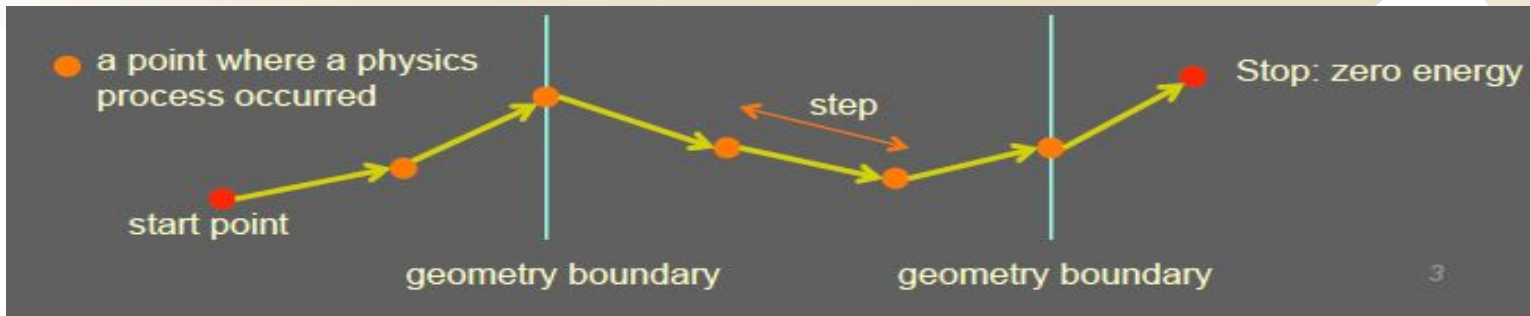 a point where a physics
process occurred
step
Stop: zero energy
start point
geometry boundary
geometry boundary
3